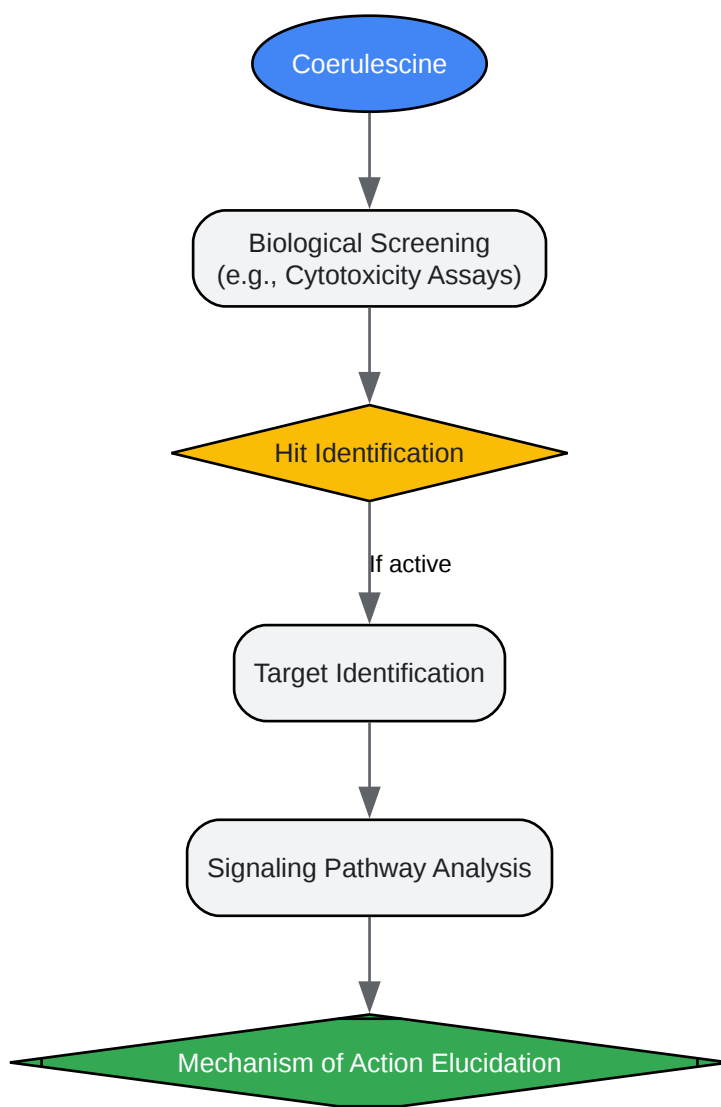 Coerulescine
Biological Screening
(e.g., Cytotoxicity Assays)
Hit Identification
If active
Target Identification
Signaling Pathway Analysis
Mechanism of Action Elucidation